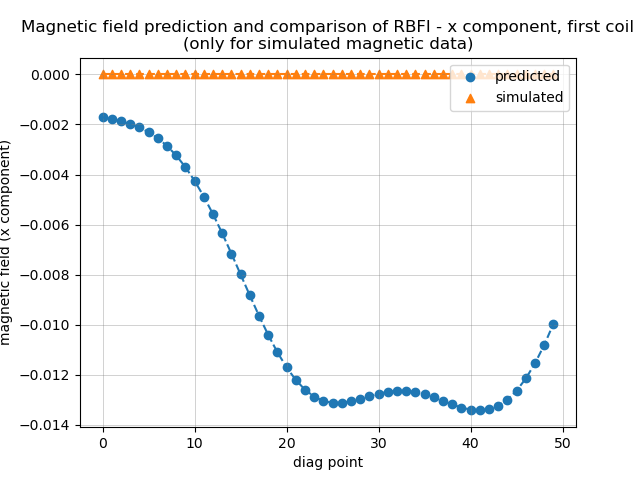 Magnetic field prediction and comparison of RBFI - x component, first coil
(only for simulated magnetic data)
magnetic field (x component)
0.000
−0.002
−0.004
−0.006
−0.008
−0.010
−0.012
−0.014
predicted
simulated
0 10 20 30 40 50
diag point